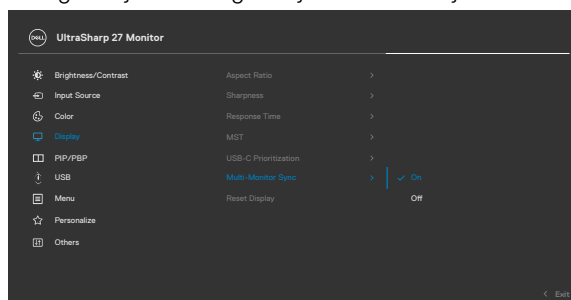 DELL UltraSharp 27 Monitor
Brightness/Contrast Aspect Ratio >
Input Source Sharpness >
Color Response Time >
Display MST >
PIP/PBP USB-C Prioritization >
USB Multi-Monitor Sync > ✓ On
Menu Reset Display Off
Personalize
Others
< Exit